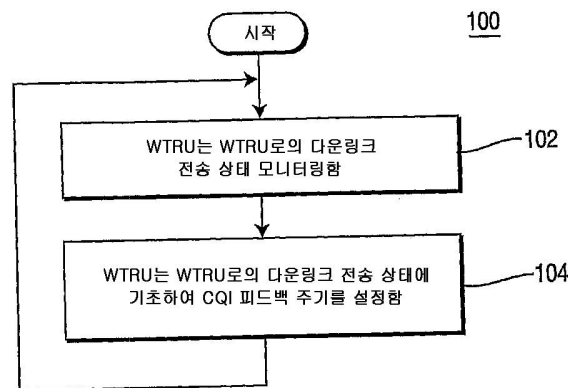 시작
100
WTRU는 WTRU로의 다운링크
전송 상태 모니터링함
102
WTRU는 WTRU로의 다운링크 전송 상태에
기초하여 CQI 피드백 주기를 설정함
104